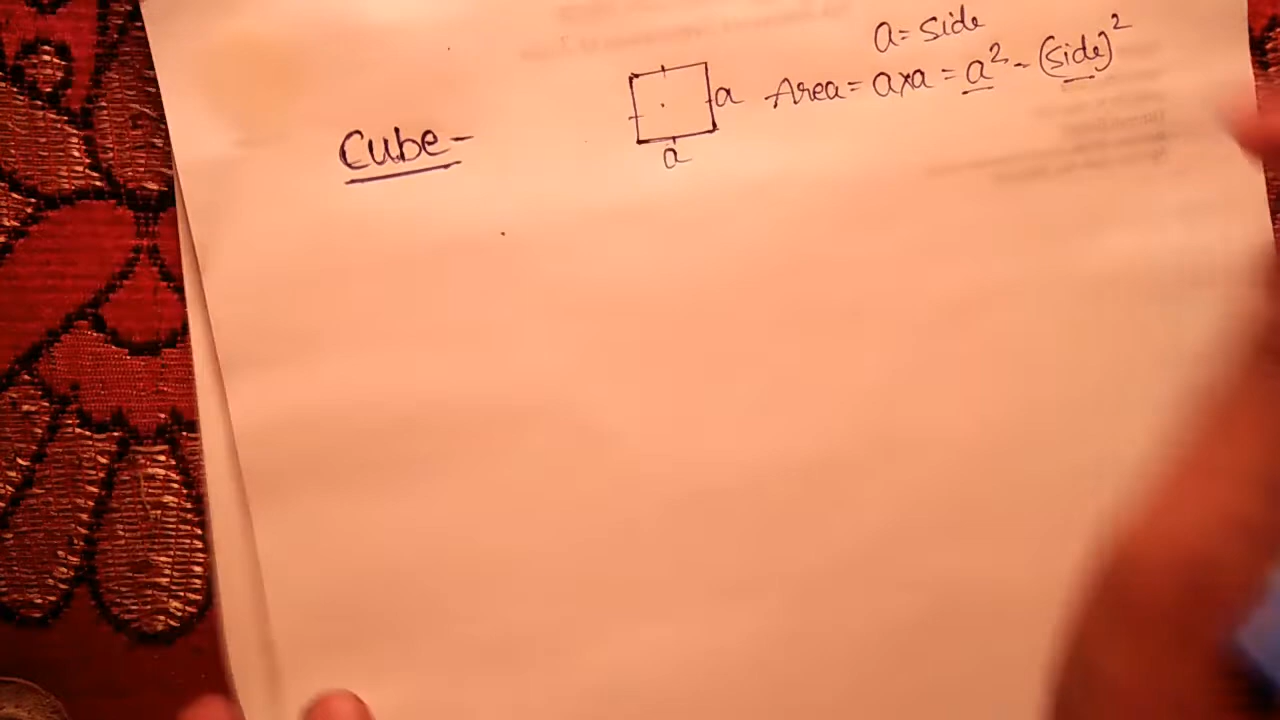 a = side
a Area = a×a = a² - (side)²
a
Cube -